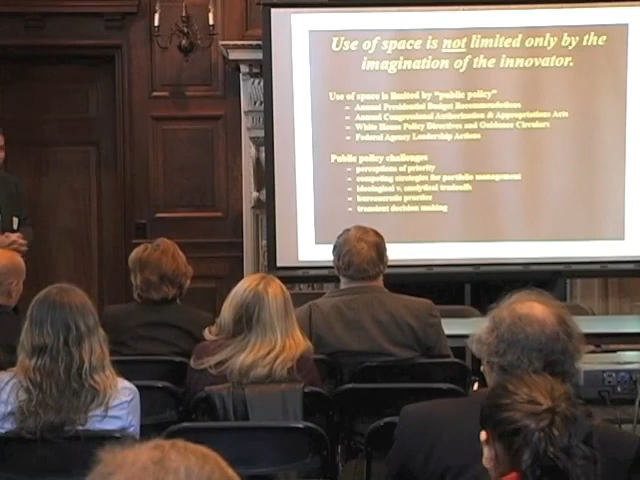 Use of space is not limited only by the
imagination of the innovator.
Use of space is limited by "public policy"
- Annual Presidential Budget Recommendations
- Annual Congressional Authorization & Appropriations Acts
- White House Policy Directives and Guidance Circulars
- Federal Agency Leadership Actions
Public policy challenges
- perceptions of priority
- competing strategies for portfolio management
- ideological v. analytical tradeoffs
- bureaucratic practice
- transient decision making